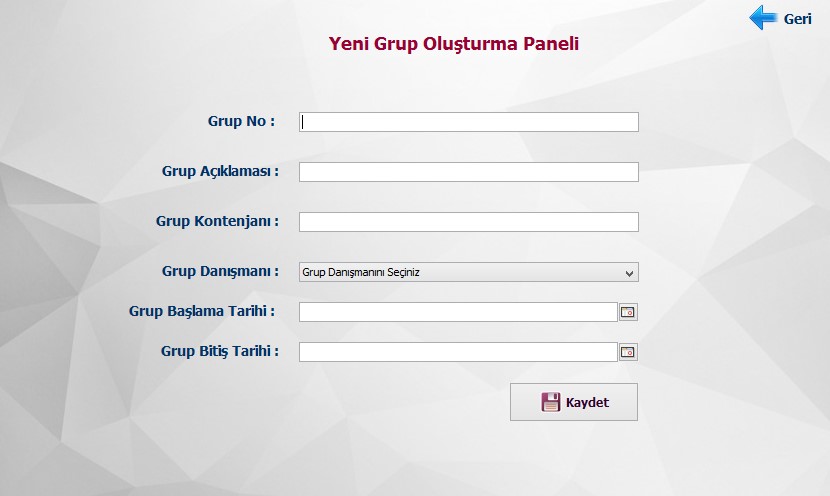 Geri
Yeni Grup Oluşturma Paneli
Grup No :
Grup Açıklaması :
Grup Kontenjanı :
Grup Danışmanı : Grup Danışmanını Seçiniz
Grup Başlama Tarihi :
Grup Bitiş Tarihi :
Kaydet